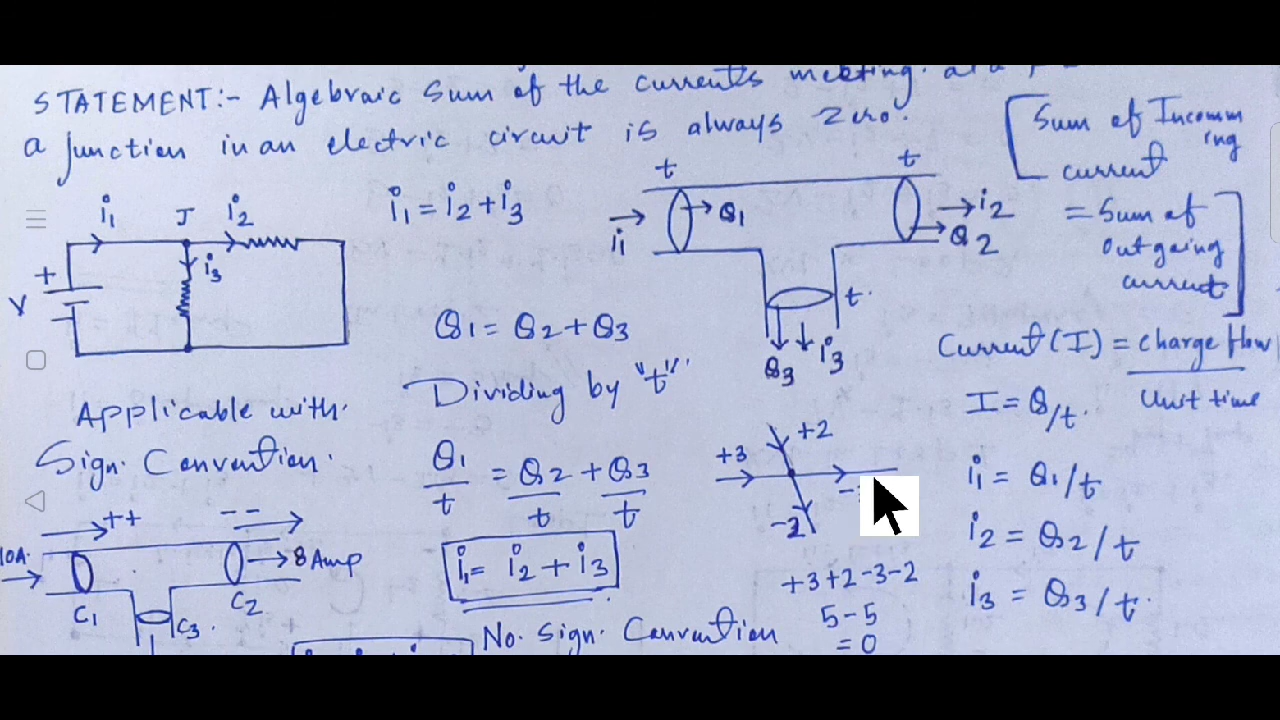 STATEMENT:- Algebraic Sum of the currents meeting at a
a junction in an electric circuit is always Zero.
[Sum of Incomm
ing
current
= Sum of
outgoing
current]
i1 J i2
i3
+
V
i1 = i2 + i3
t t
i1 → Q1
→ i2
→ Q2
t.
Q3 i3
Q1 = Q2 + Q3
Dividing by "t"
Q1/t = Q2/t + Q3/t
i1 = i2 + i3
No. Sign. Convention
Current (I) = charge flow
Unit time
I = Q/t.
i1 = Q1/t
i2 = Q2/t
i3 = Q3/t.
Applicable with.
Sign. Convention.
++ --
10A. → 8 Amp
C1 C2
C3.
+3 +2
-
-2
+3+2-3-2
5-5
=0